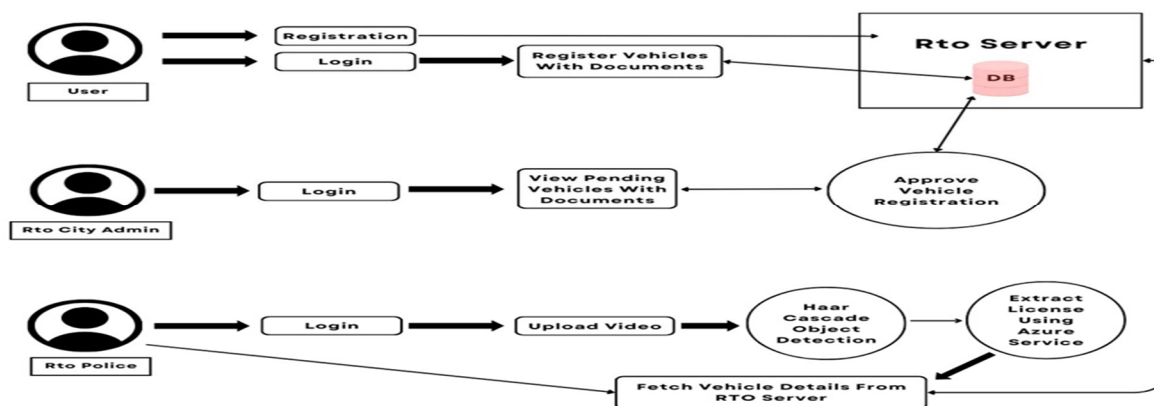 Registration
Rto Server
Login
Register Vehicles
With Documents
DB
User
View Pending
Vehicles With
Documents
Approve
Vehicle
Registration
Login
Rto City Admin
Haar
Cascade
Object
Detection
Extract
License
Using
Azure
Service
Login
Upload Video
Rto Police
Fetch Vehicle Details From
RTO Server